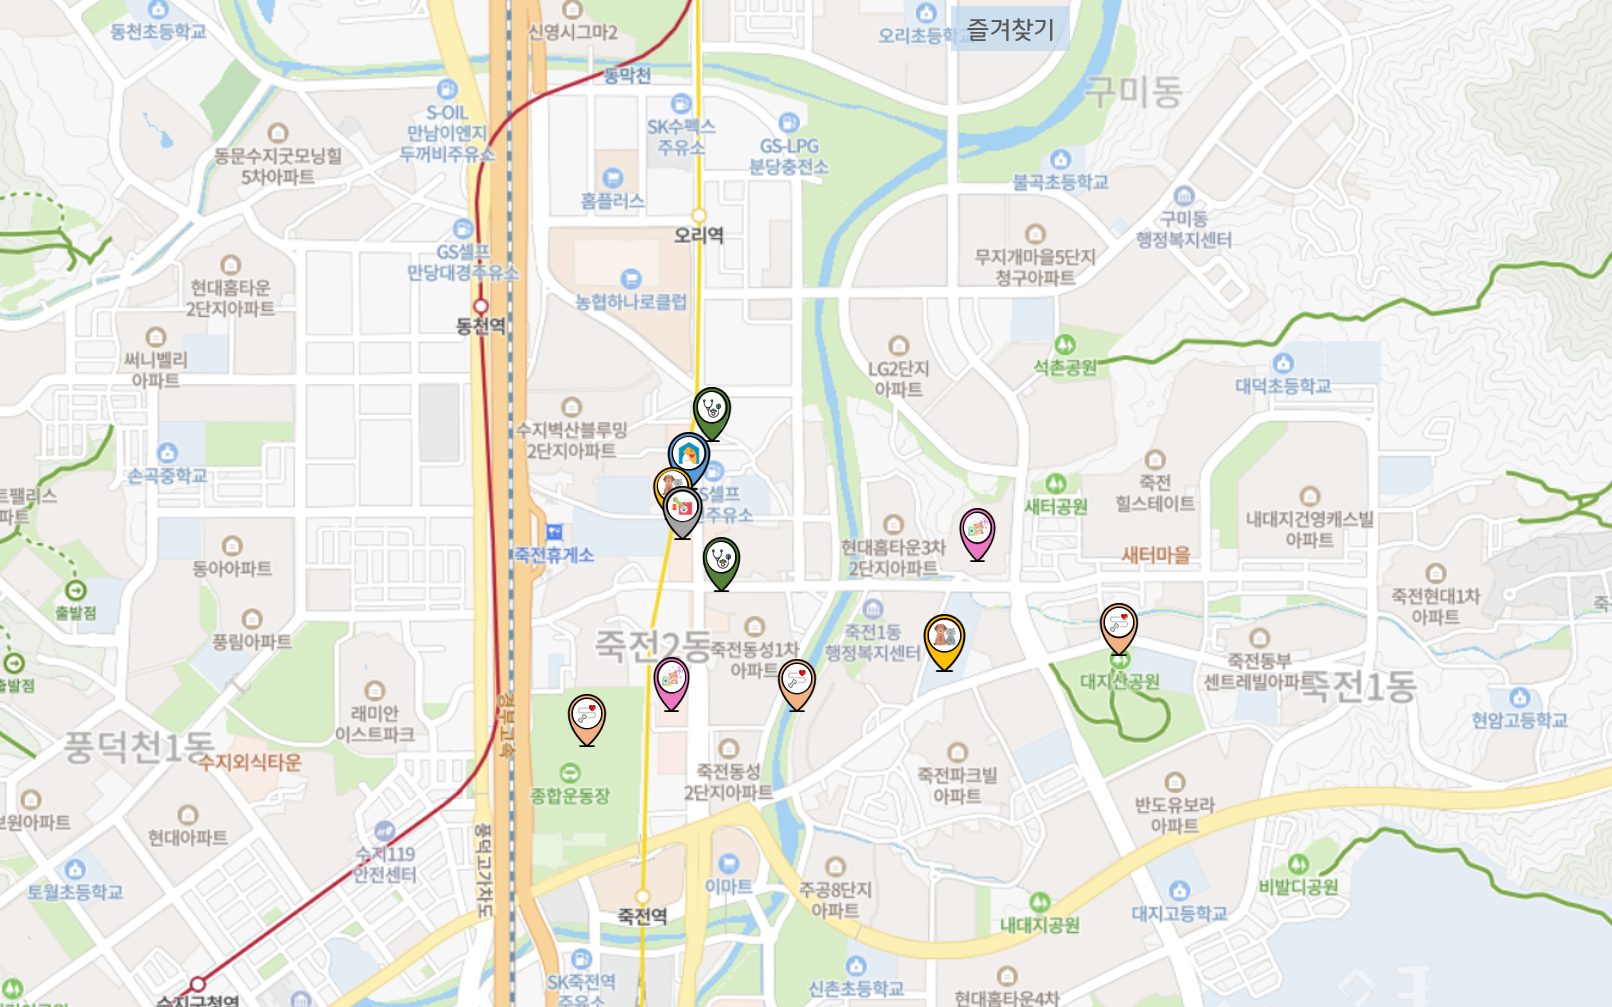 동천초등학교
신영시그마2
오리초등학교
즐겨찾기
동막천
구미동
S-OIL
만남이엔지
두꺼비주유소
SK수펙스
주유소
GS-LPG
분당충전소
동문수지굿모닝힐
5차아파트
홈플러스
불곡초등학교
구미동
행정복지센터
오리역
GS셀프
만당대경주유소
무지개마을5단지
청구아파트
현대홈타운
2단지아파트
농협하나로클럽
동천역
써니벨리
아파트
LG2단지
아파트
석촌공원
대덕초등학교
수지벽산블루밍
2단지아파트
손곡중학교
죽전
힐스테이트
새터공원
GS셀프
주유소
내대지건영캐스빌
아파트
죽전휴게소
현대홈타운3차
2단지아파트
새터마을
동아아파트
출발점
죽전현대1차
아파트
풍림아파트
죽전2동
죽전동성1차
아파트
죽전1동
행정복지센터
출발점
대지산공원
죽전동부
센트레빌아파트
죽전1동
래미안
이스트파크
현암고등학교
경부고속
풍덕천1동
수지외식타운
종합운동장
죽전동성
2단지아파트
죽전파크빌
아파트
반도유보라
아파트
보원아파트
현대아파트
수지119
안전센터
풍덕고가차도
토월초등학교
이마트
주공8단지
아파트
비발디공원
죽전역
내대지공원
대지고등학교
SK죽전역
주유소
신촌초등학교
현대홈타운4차
수지구청역